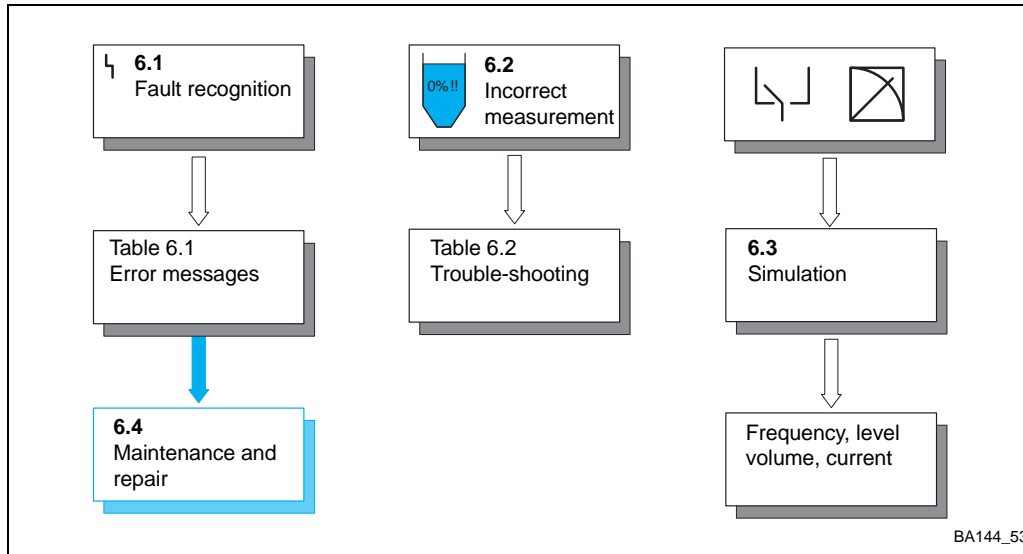 6.1
Fault recognition
6.2
0%!!
Incorrect
measurement
Table 6.1
Error messages
Table 6.2
Trouble-shooting
6.3
Simulation
6.4
Maintenance and
repair
Frequency, level
volume, current
BA144_53